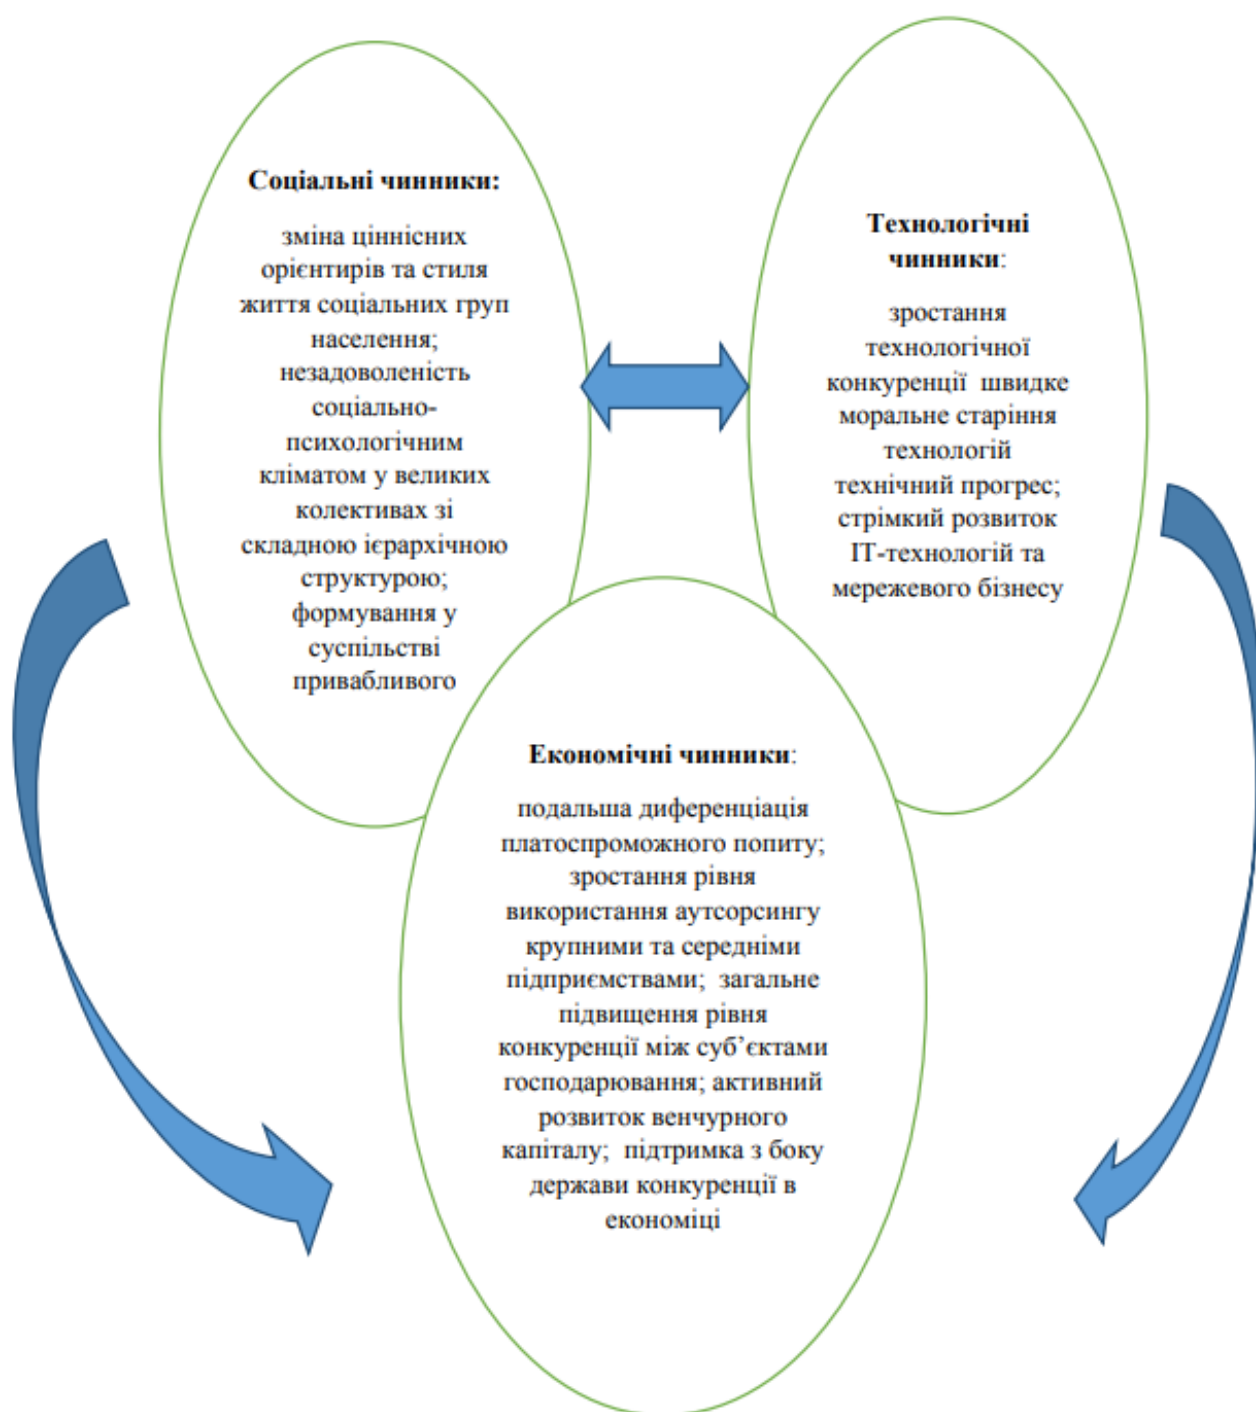 Соціальні чинники:
зміна ціннісних
орієнтирів та стиля
життя соціальних груп
населення;
незадоволеність
соціально-
психологічним
кліматом у великих
колективах зі
складною ієрархічною
структурою;
формування у
суспільстві
привабливого
Технологічні
чинники:
зростання
технологічної
конкуренції швидке
моральне старіння
технологій
технічний прогрес;
стрімкий розвиток
ІТ-технологій та
мережевого бізнесу
Економічні чинники:
подальша диференціація
платоспроможного попиту;
зростання рівня
використання аутсорсингу
крупними та середніми
підприємствами; загальне
підвищення рівня
конкуренції між суб’єктами
господарювання; активний
розвиток венчурного
капіталу; підтримка з боку
держави конкуренції в
економіці